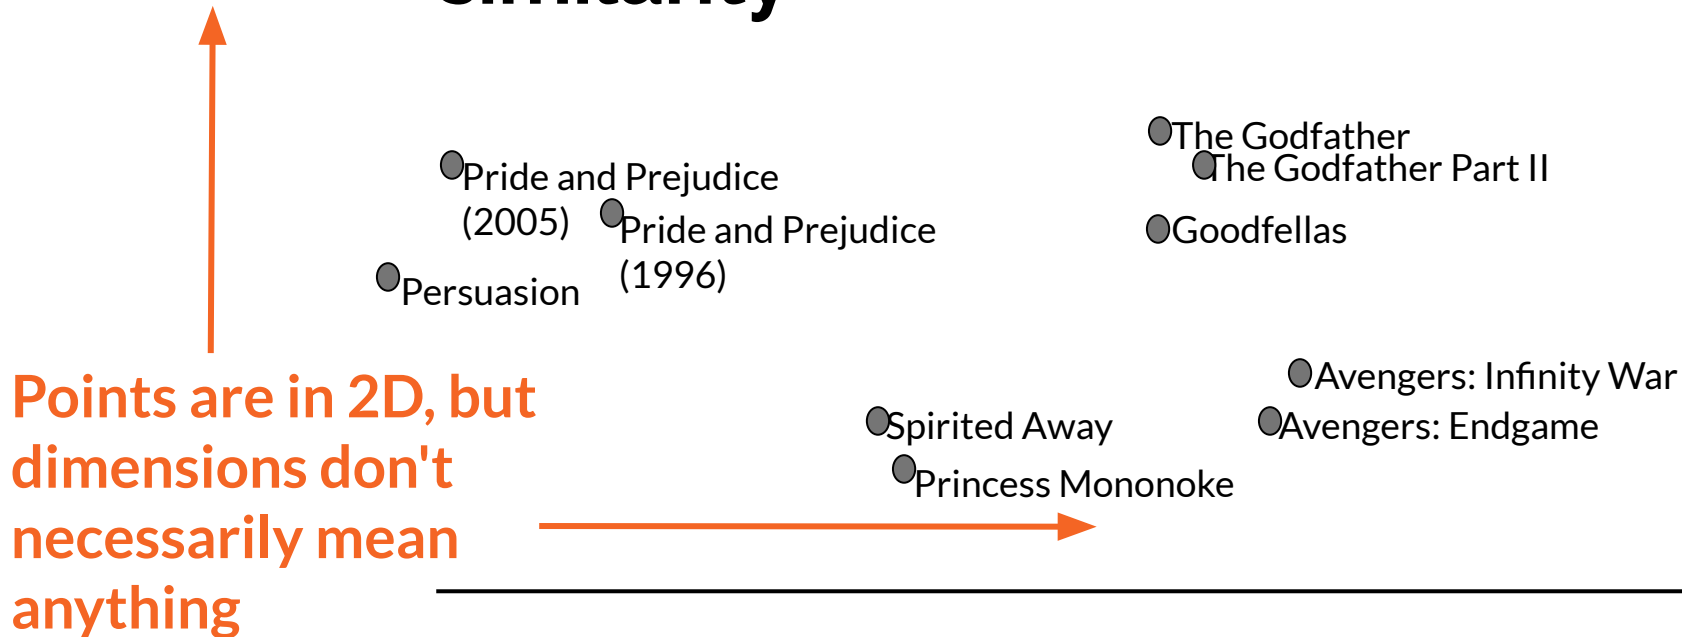 Similarity
The Godfather
The Godfather Part II
Pride and Prejudice
(2005)
Pride and Prejudice
(1996)
Goodfellas
Persuasion
Points are in 2D, but
dimensions don't
necessarily mean
anything
Avengers: Infinity War
Spirited Away
Avengers: Endgame
Princess Mononoke